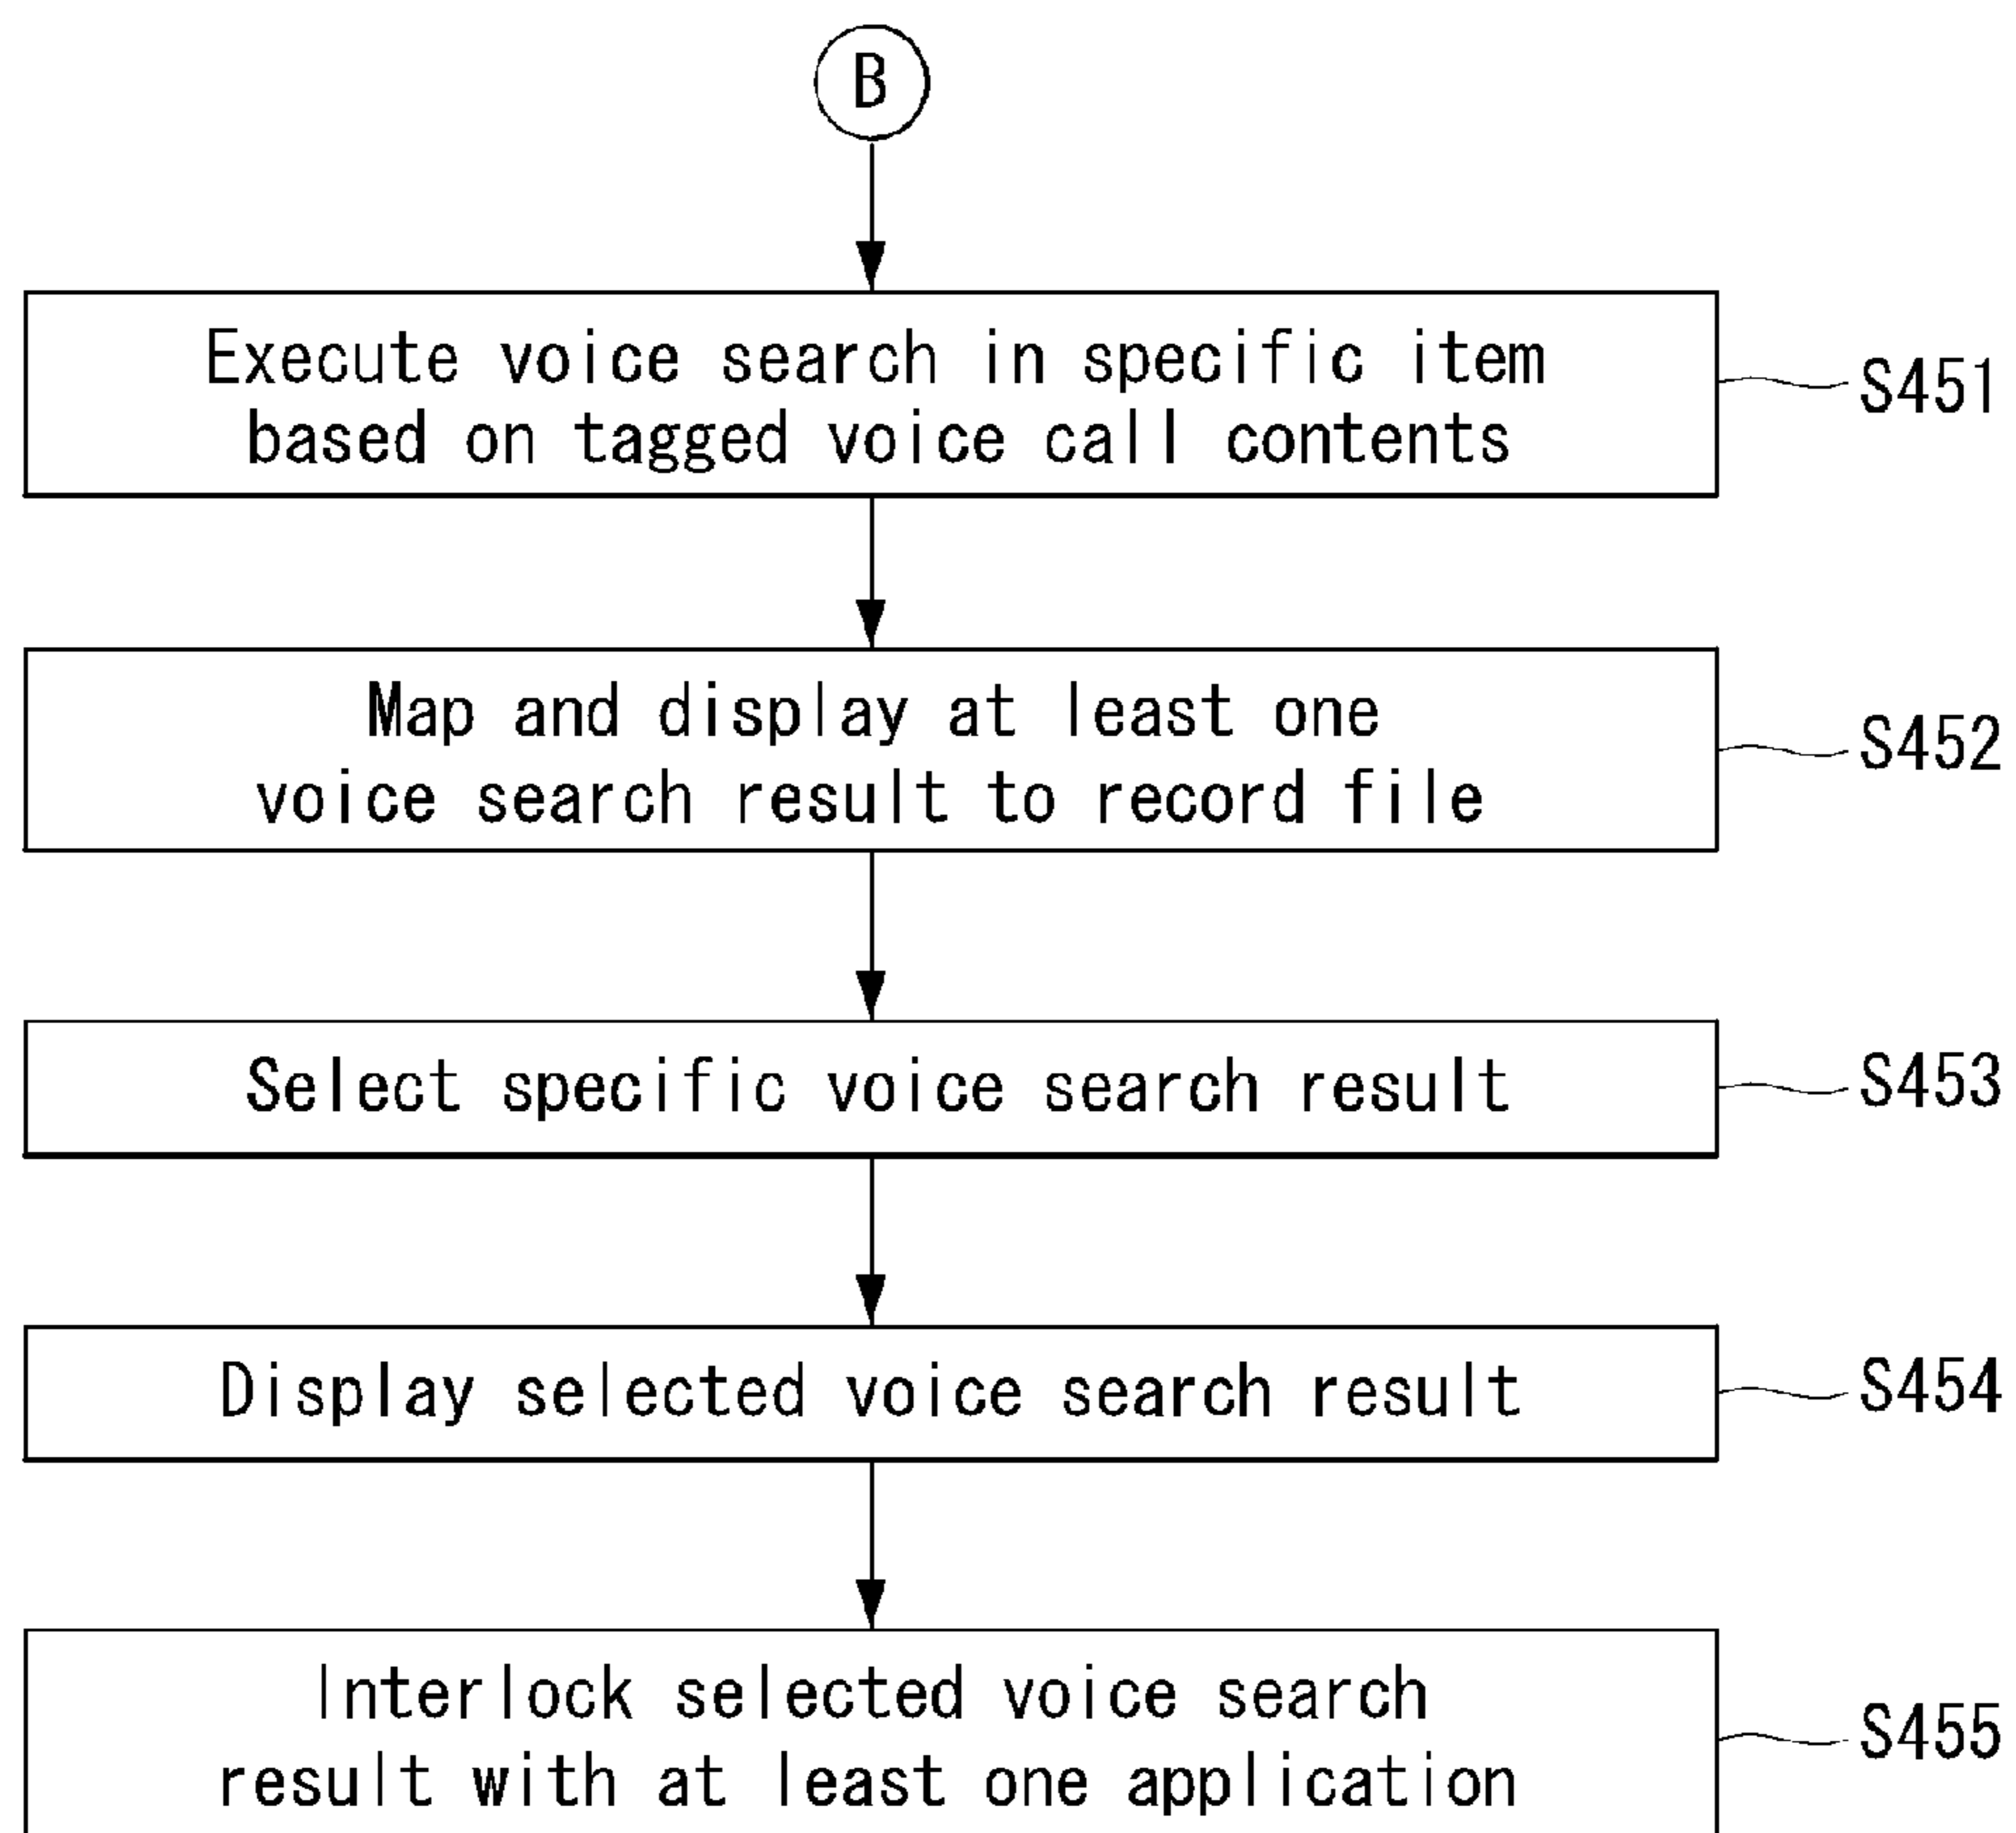 B
Execute voice search in specific item
based on tagged voice call contents
S451
Map and display at least one
voice search result to record file
S452
Select specific voice search result
S453
Display selected voice search result
S454
Interlock selected voice search
result with at least one application
S455